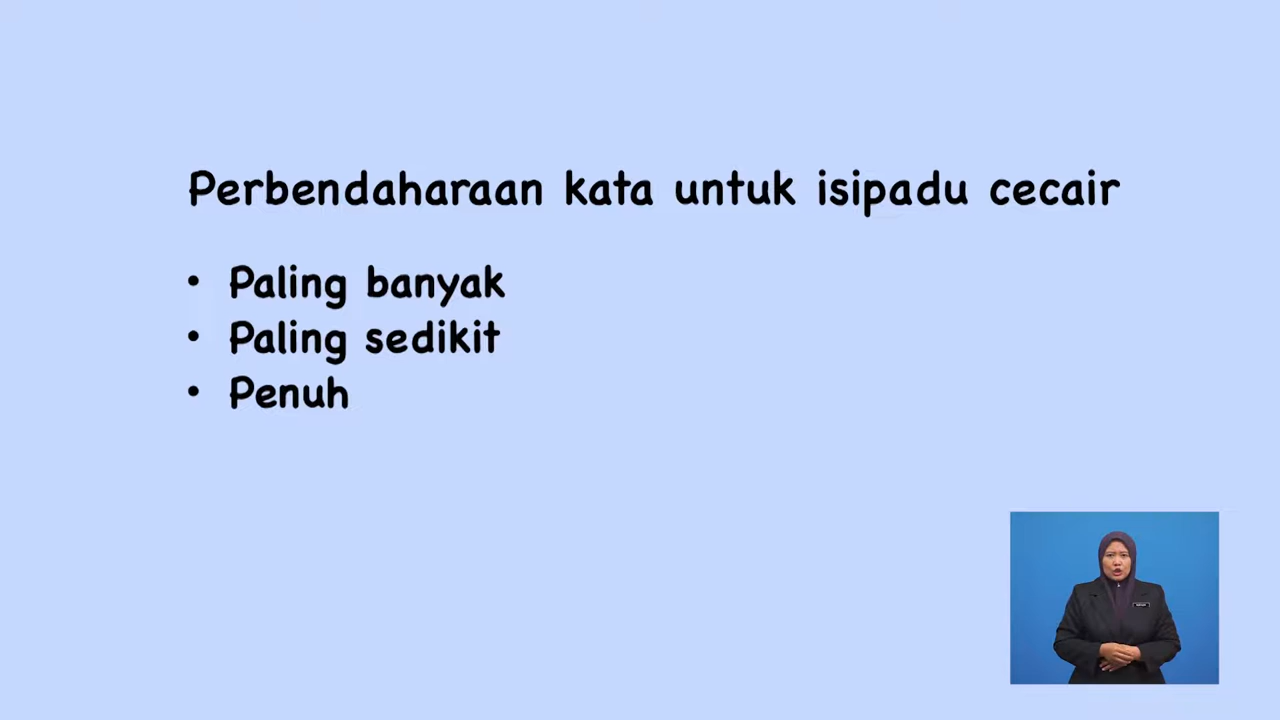 Perbendaharaan kata untuk isipadu cecair
• Paling banyak
• Paling sedikit
• Penuh